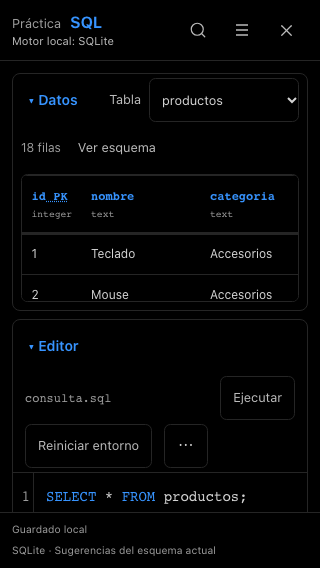 Práctica SQL
Motor local: SQLite
▾ Datos Tabla productos
18 filas Ver esquema
id PK nombre categoria
integer text text
1 Teclado Accesorios
2 Mouse Accesorios
▾ Editor
consulta.sql Ejecutar
Reiniciar entorno ···
1 SELECT * FROM productos;
Guardado local
SQLite · Sugerencias del esquema actual